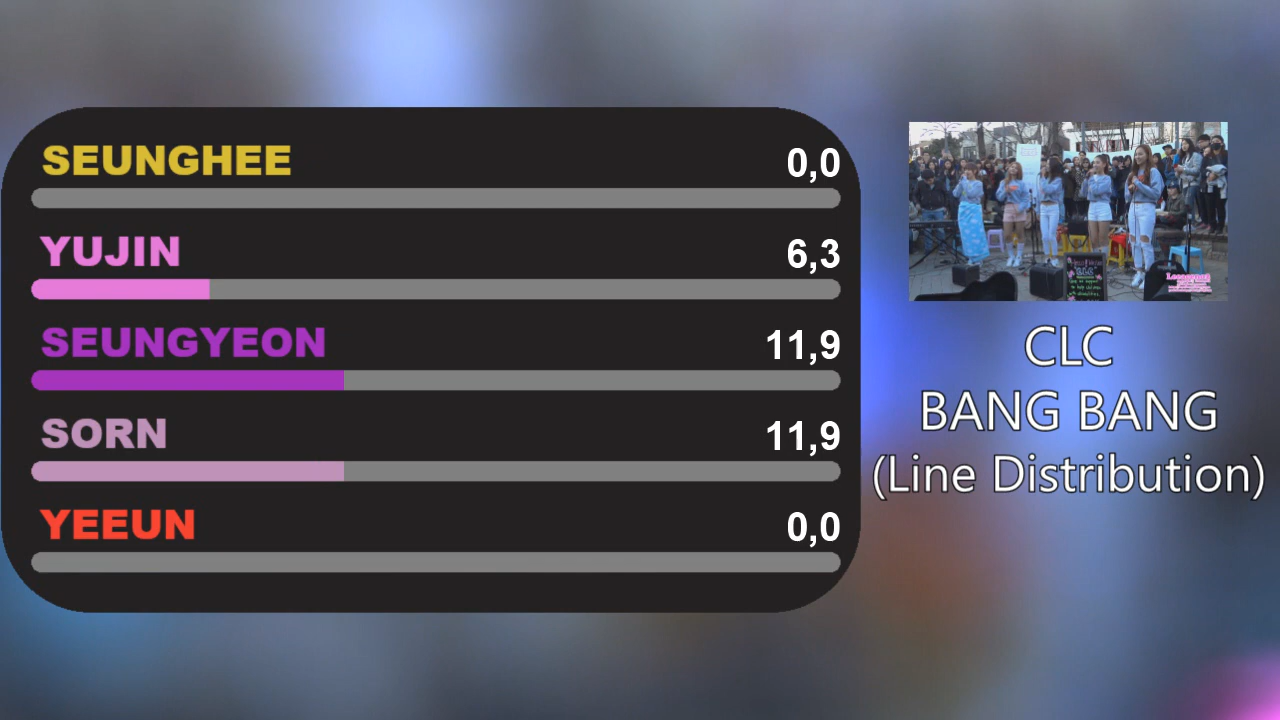 SEUNGHEE 0,0
YUJIN 6,3
SEUNGYEON 11,9
SORN 11,9
YEEUN 0,0
CLC
BANG BANG
(Line Distribution)